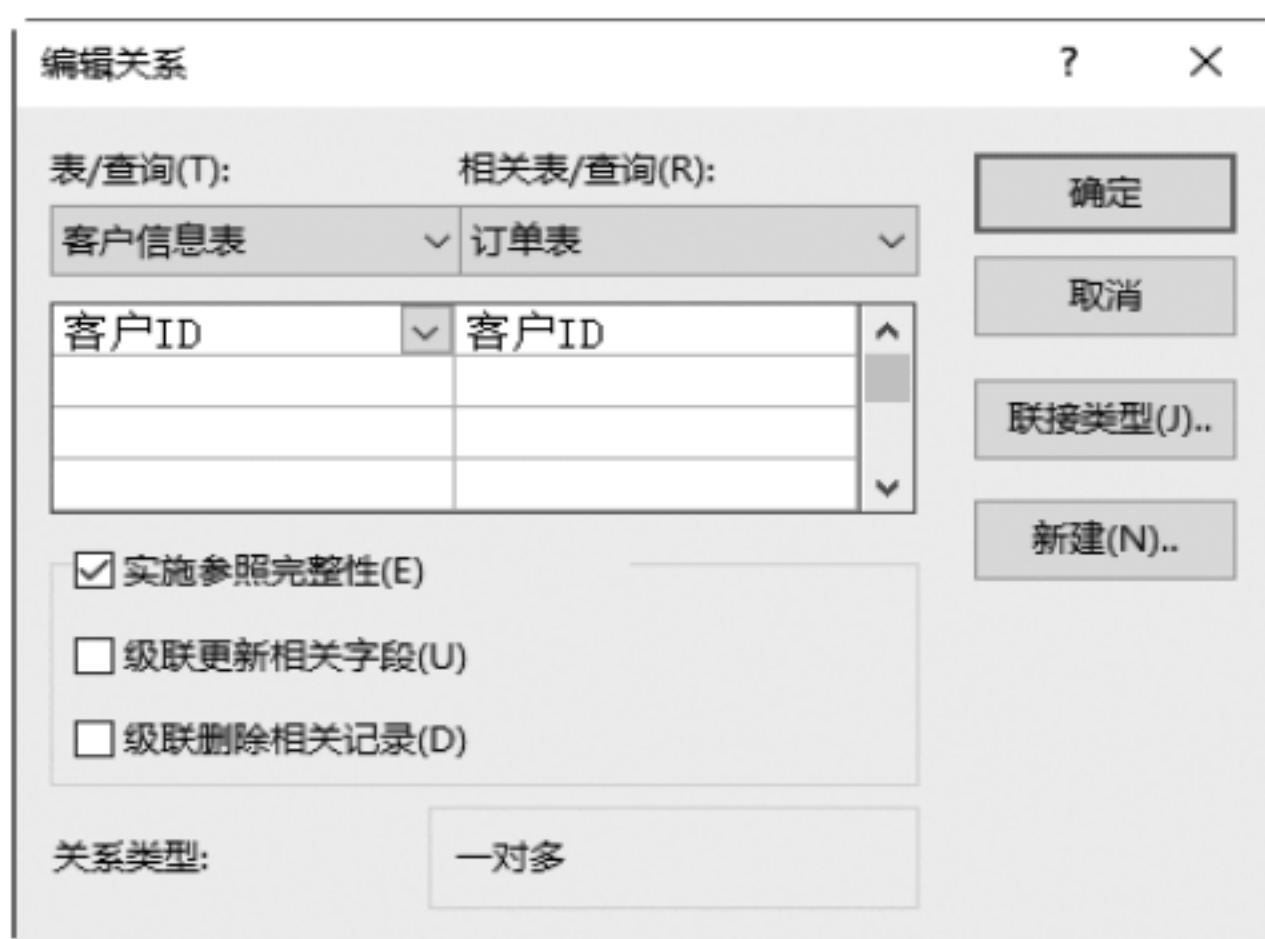 编辑关系 ?
表/查询(T): 相关表/查询(R):
确定
客户信息表 订单表
取消
客户ID 客户ID
联接类型(J)..
新建(N)..
实施参照完整性(E)
级联更新相关字段(U)
级联删除相关记录(D)
关系类型: 一对多